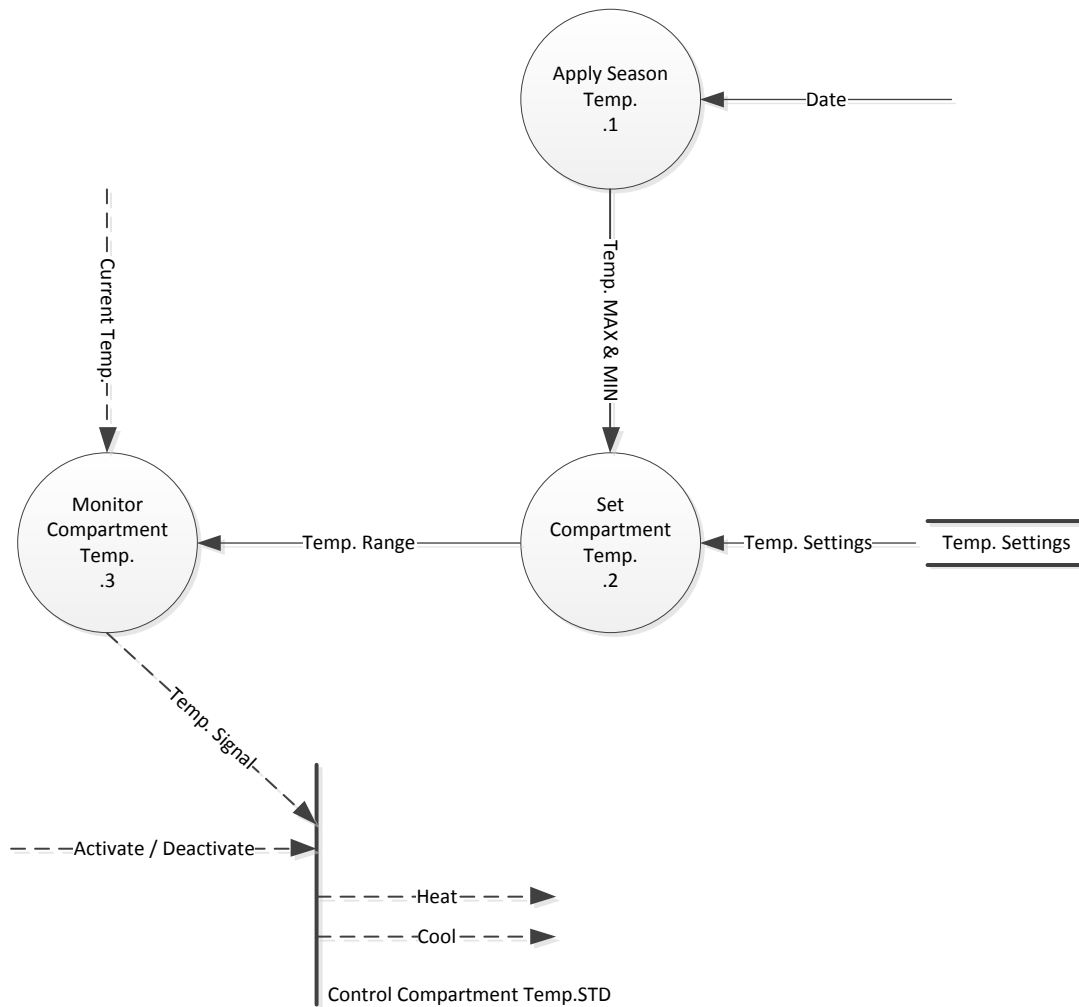 Apply Season
Temp.
.1
Date
Current Temp.
Temp. MAX & MIN
Monitor
Compartment
Temp.
.3
Temp. Range
Set
Compartment
Temp.
.2
Temp. Settings
Temp. Settings
Temp. Signal
Activate / Deactivate
Heat
Cool
Control Compartment Temp.STD